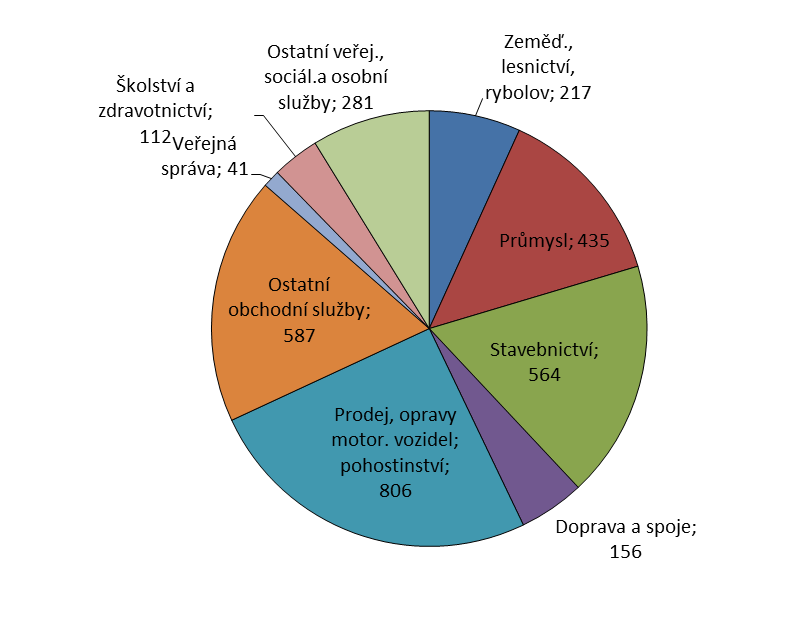 Zeměď.,
lesnictví,
rybolov; 217
Průmysl; 435
Stavebnictví;
564
Doprava a spoje;
156
Prodej, opravy
motor. vozidel;
pohostinství;
806
Ostatní
obchodní služby;
587
Veřejná
správa; 41
Školství a
zdravotnictví;
112
Ostatní veřej.,
sociál.a osobní
služby; 281